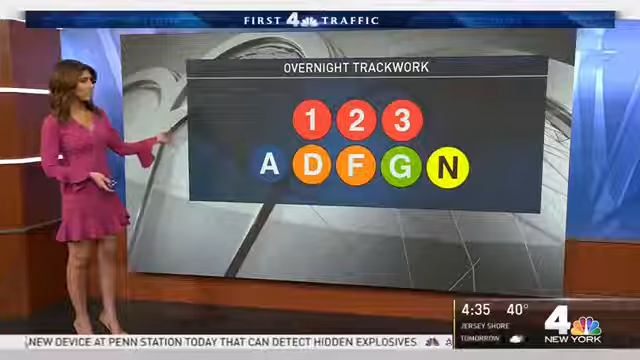 FIRST 4 TRAFFIC
OVERNIGHT TRACKWORK
1 2 3
A D F G N
4:35 40°
JERSEY SHORE
TOMORROW
4
NEW YORK
NEW DEVICE AT PENN STATION TODAY THAT CAN DETECT HIDDEN EXPLOSIVES